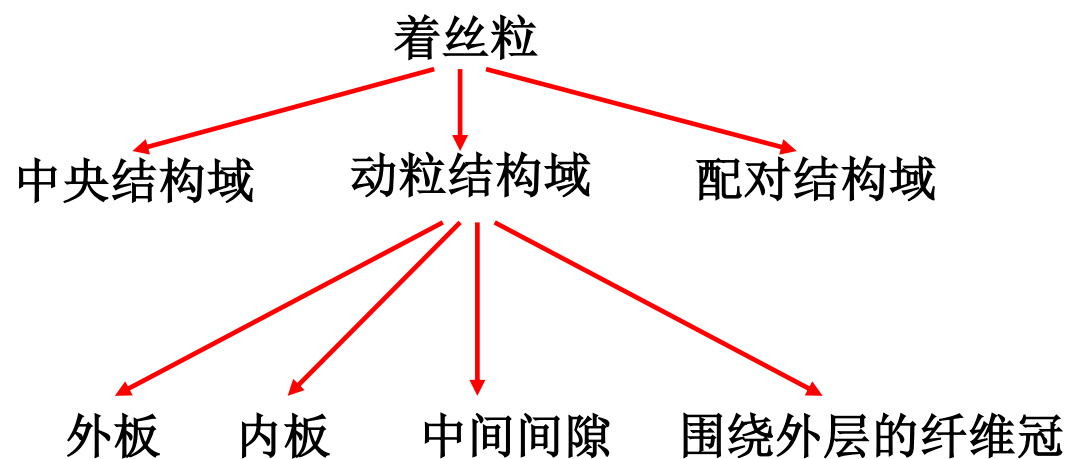 着丝粒
中央结构域
动粒结构域
配对结构域
外板
内板
中间间隙
围绕外层的纤维冠